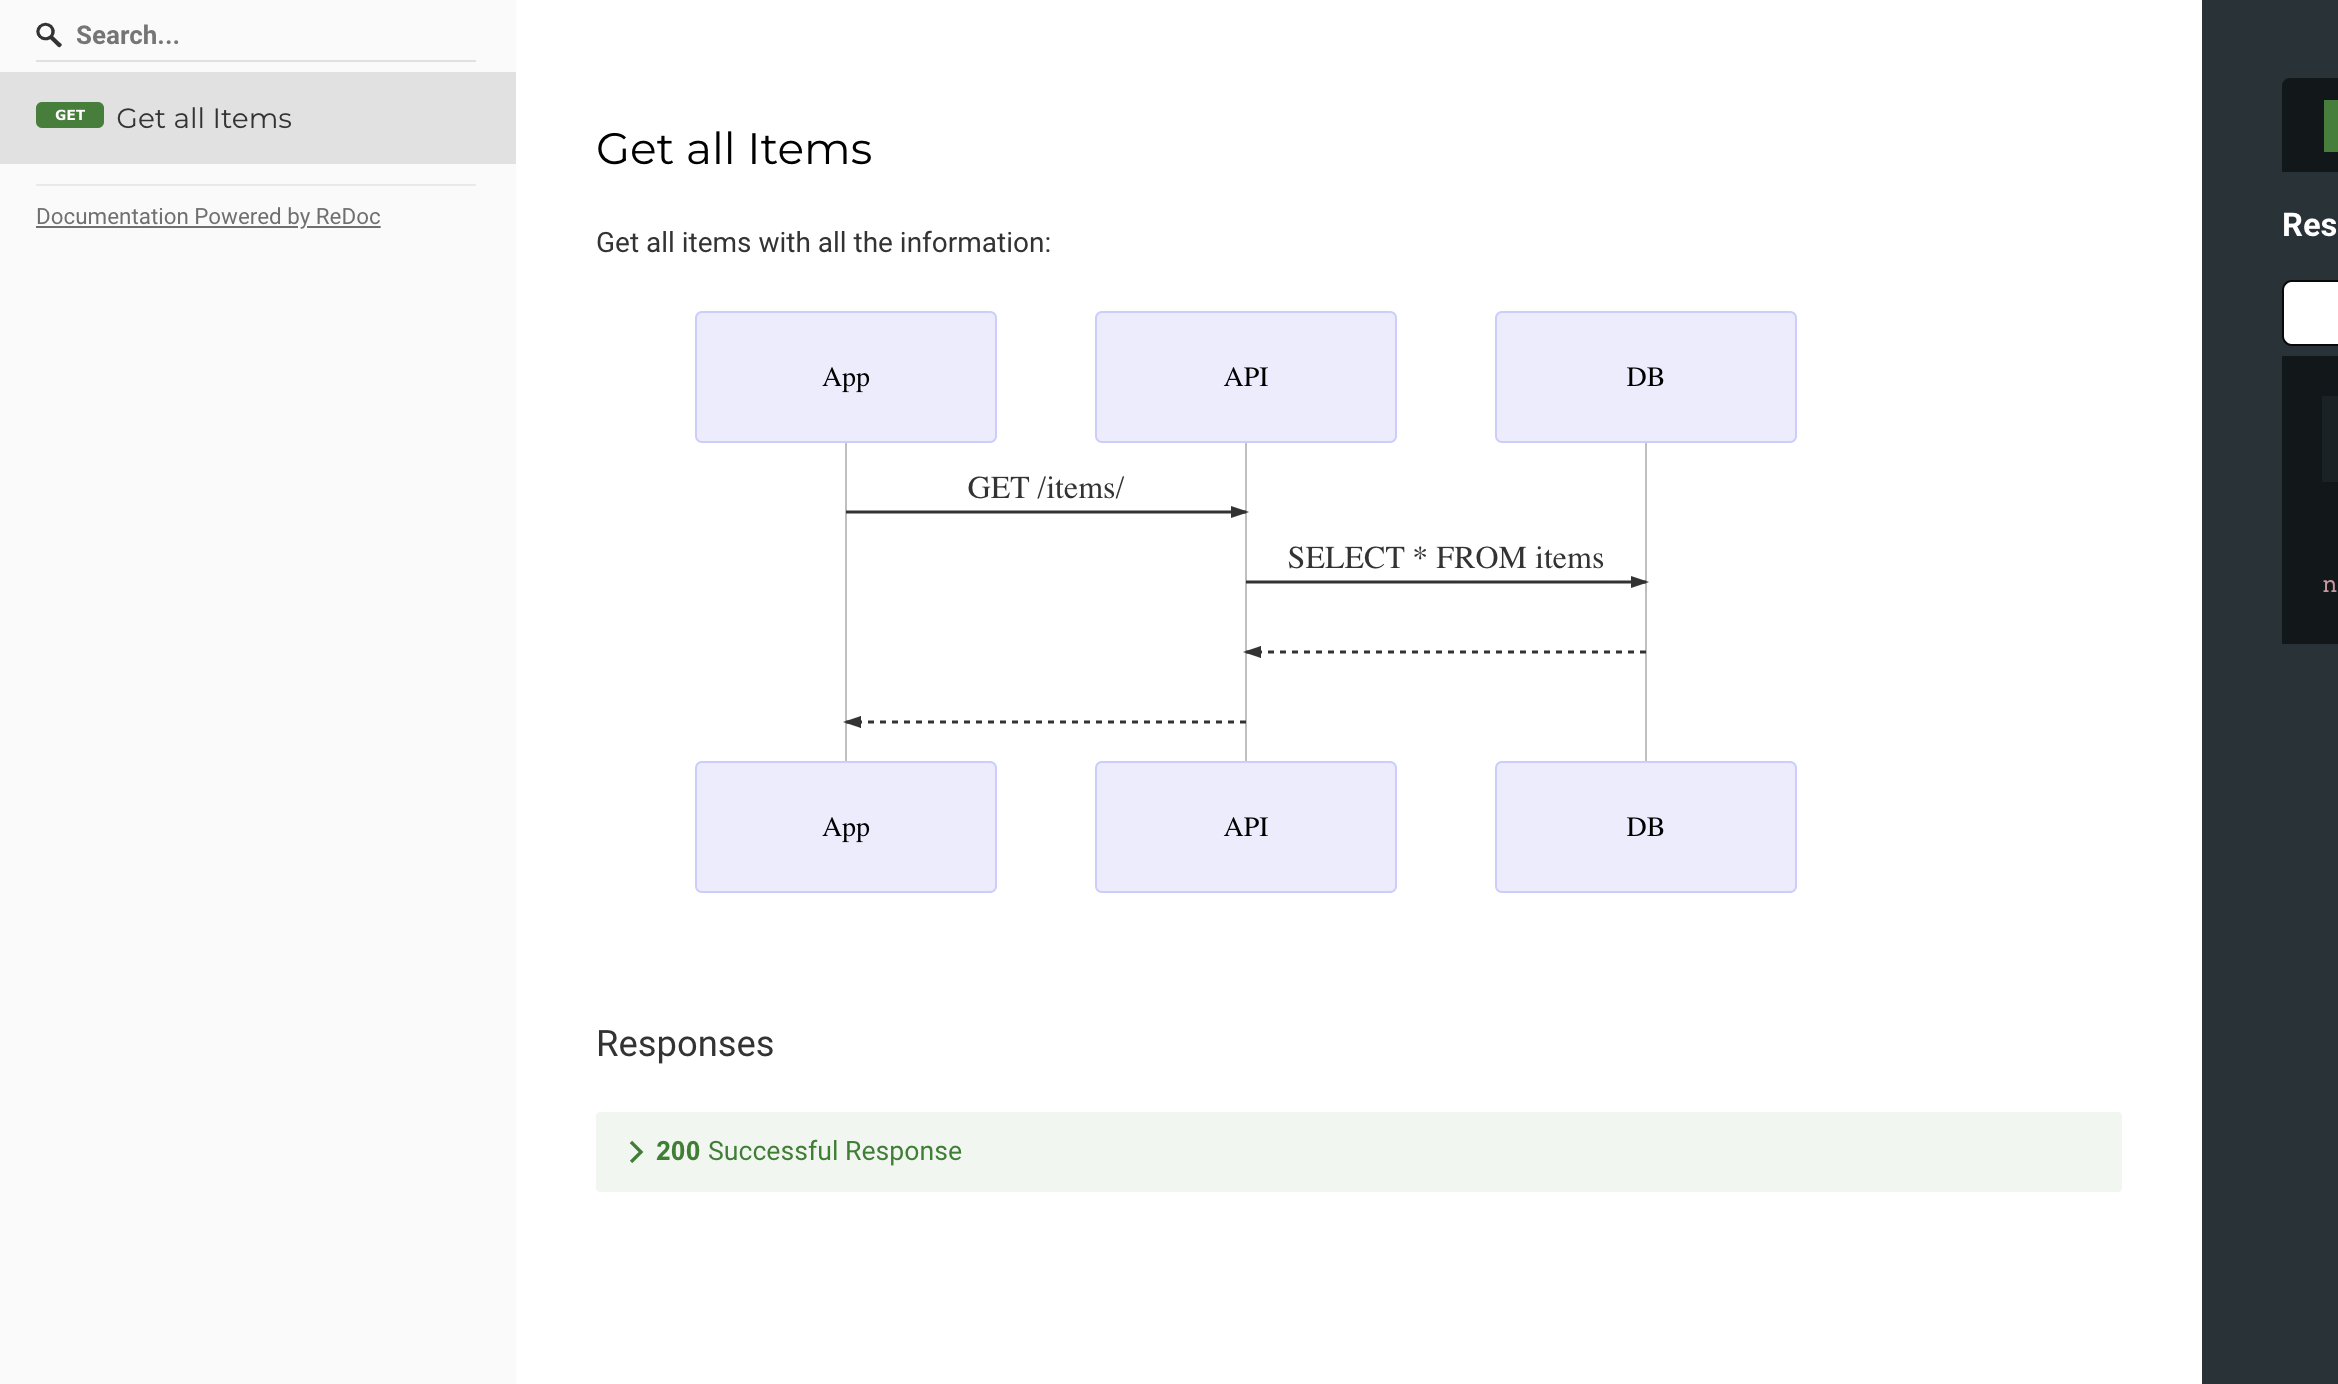 Search...
GET Get all Items
Documentation Powered by ReDoc
Get all Items
Get all items with all the information:
App API DB
GET /items/
SELECT * FROM items
App API DB
Responses
200 Successful Response
Res
n